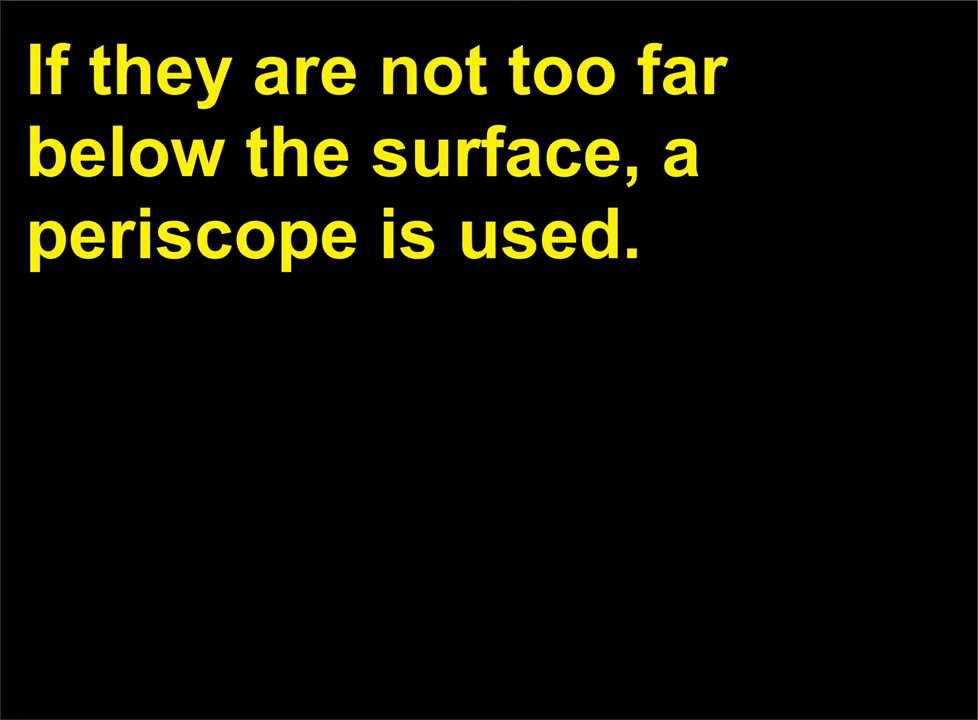 If they are not too far
below the surface, a
periscope is used.